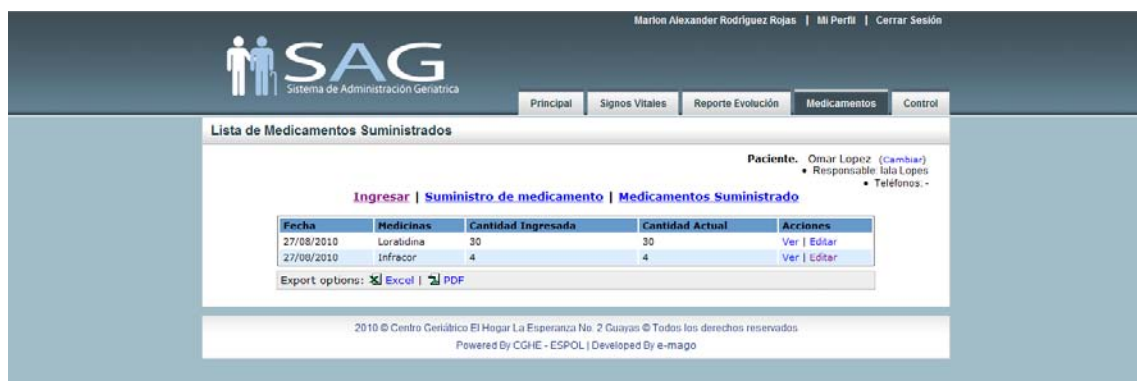 Marlon Alexander Rodríguez Rojas | Mi Perfil | Cerrar Sesión
SAG
Sistema de Administración Geriatrica
Principal Signos Vitales Reporte Evolución Medicamentos Control
Lista de Medicamentos Suministrados
Paciente. Omar Lopez (Cambiar)
• Responsable: lala Lopes
• Teléfonos: -
Ingresar | Suministro de medicamento | Medicamentos Suministrado
Fecha Medicinas Cantidad Ingresada Cantidad Actual Acciones
27/08/2010 Loratidina 30 30 Ver | Editar
27/08/2010 Infracor 4 4 Ver | Editar
Export options: Excel | PDF
2010 © Centro Geriátrico El Hogar La Esperanza No. 2 Guayas © Todos los derechos reservados
Powered By CGHE - ESPOL | Developed By e-mago